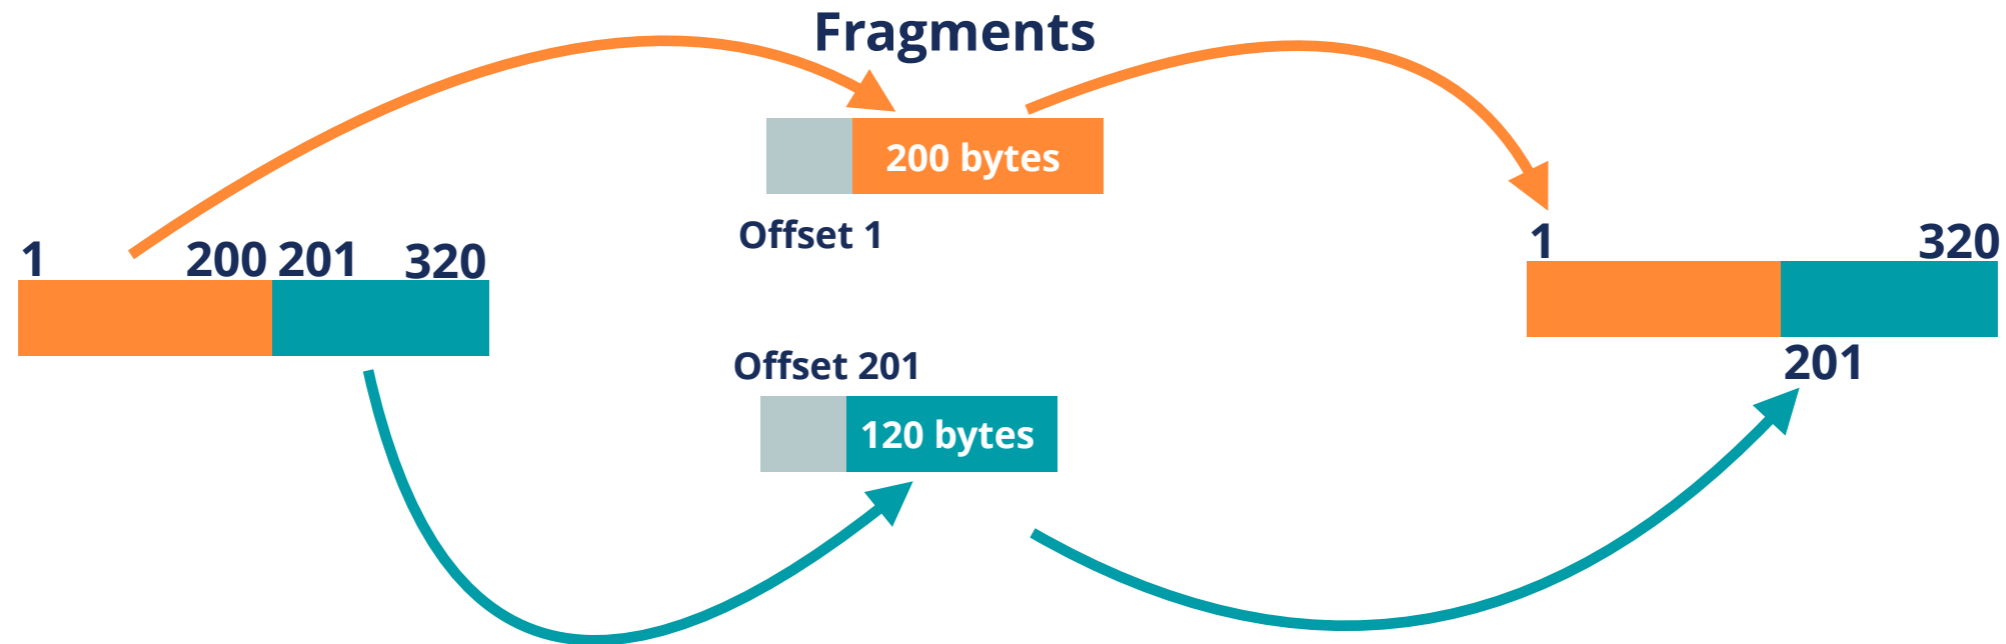 Fragments
200 bytes
Offset 1
1 200 201 320
1 320
Offset 201
201
120 bytes